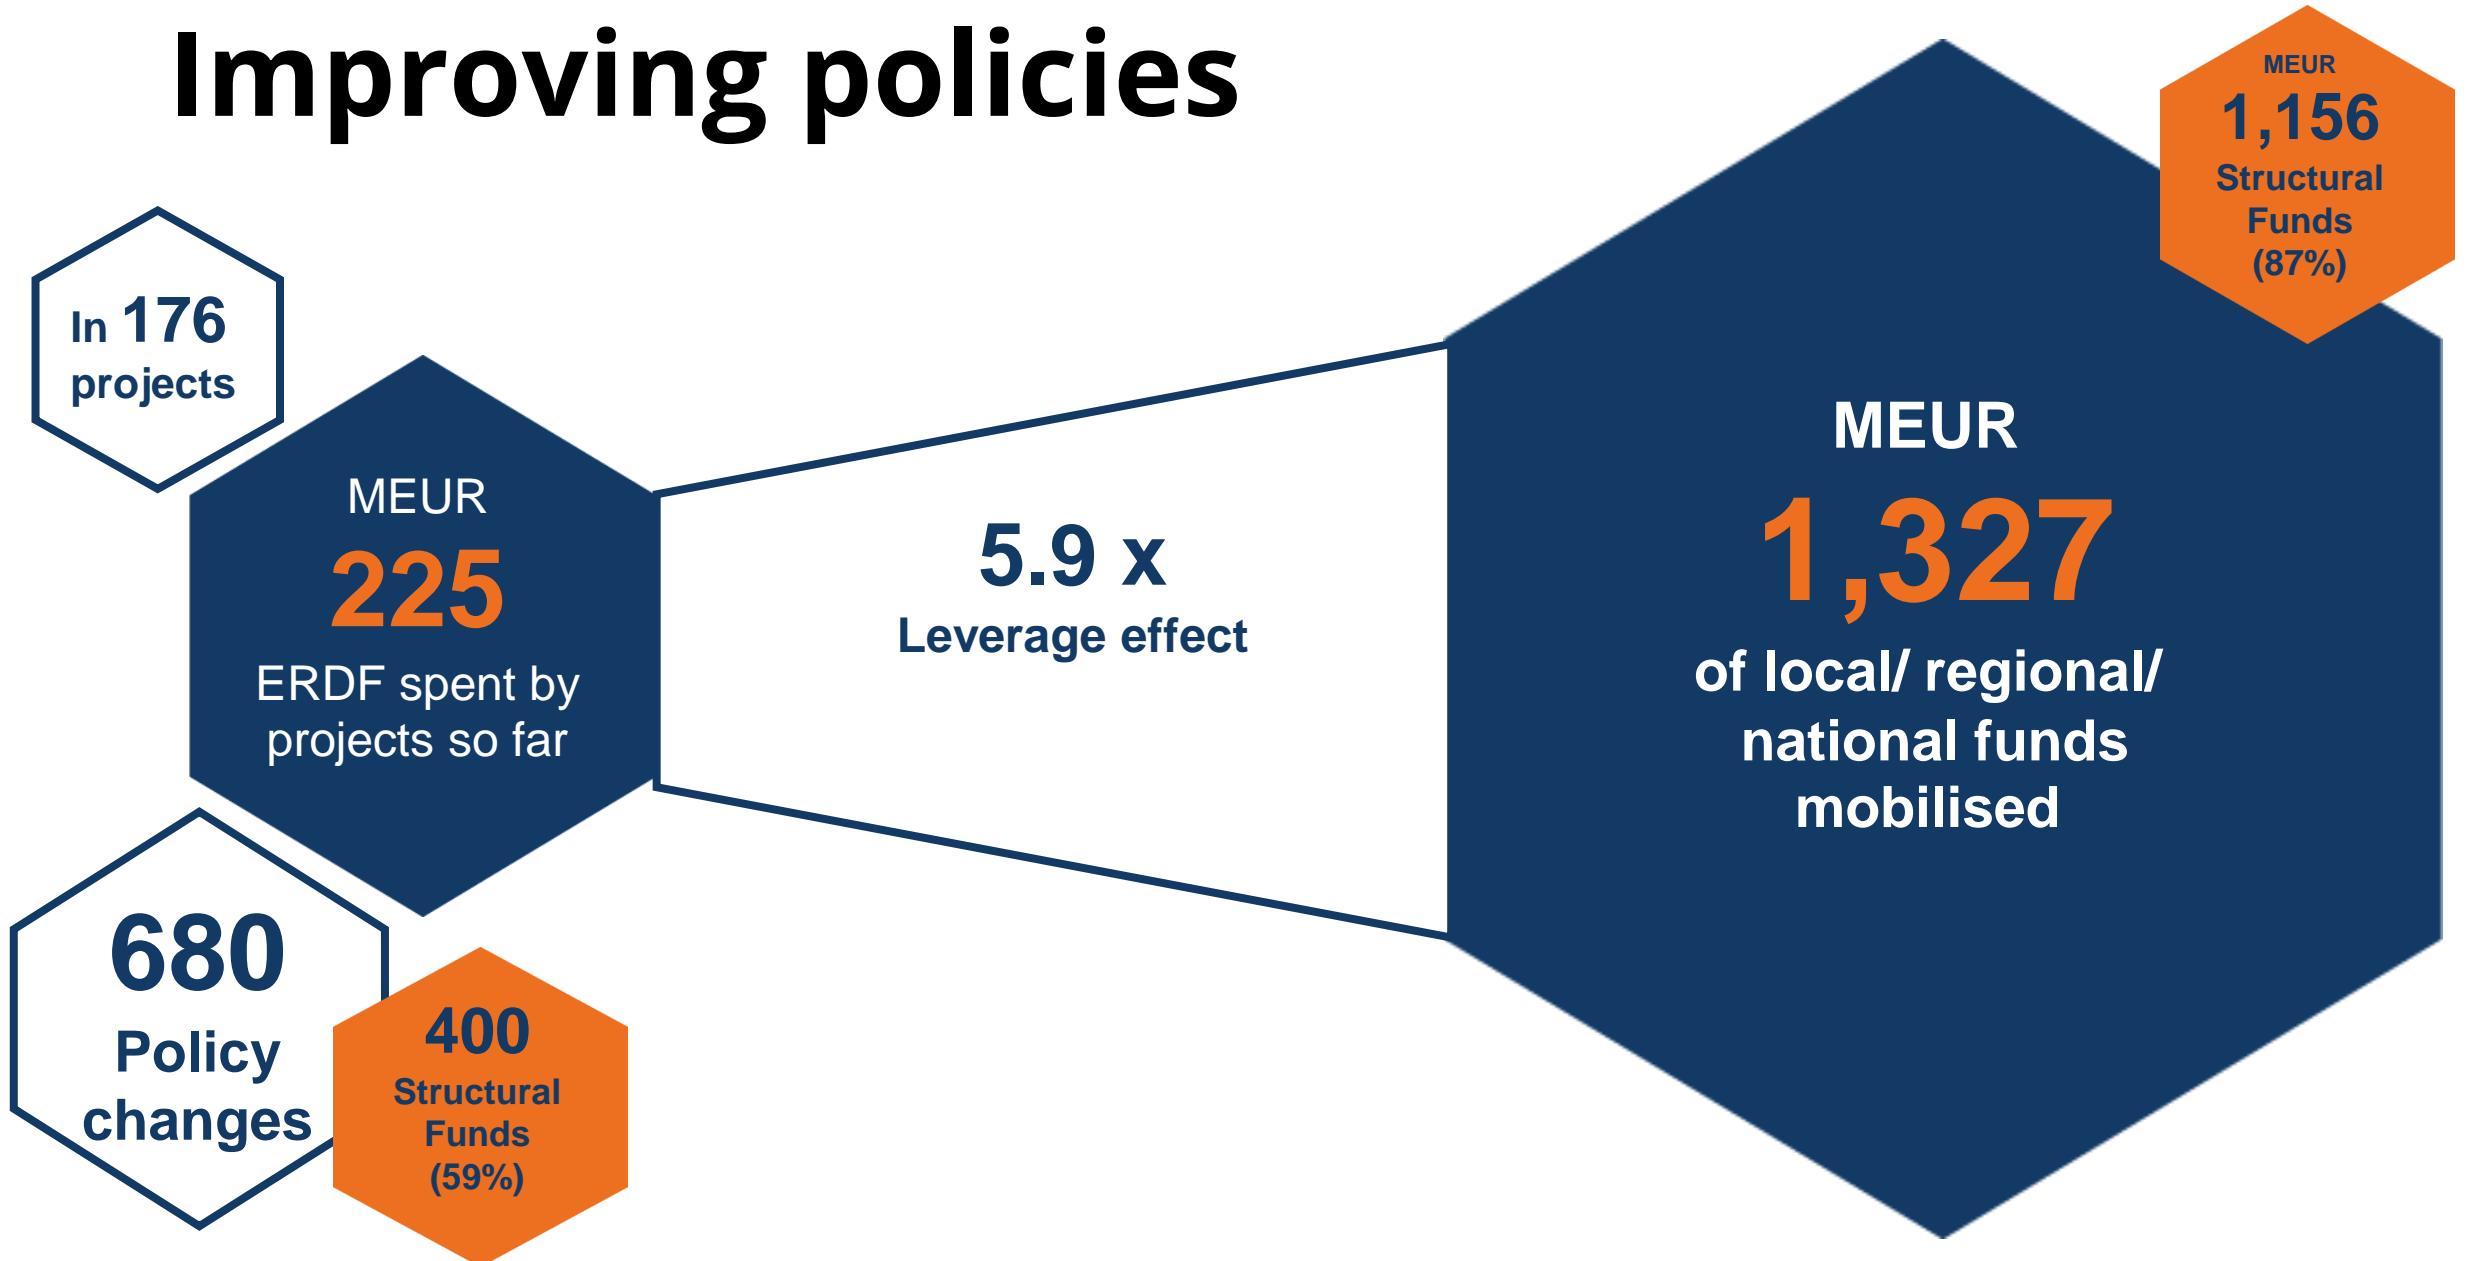 Improving policies
In 176
projects
MEUR
225
ERDF spent by
projects so far
680
Policy
changes
400
Structural
Funds
(59%)
5.9 x
Leverage effect
MEUR
1,327
of local/ regional/
national funds
mobilised
MEUR
1,156
Structural
Funds
(87%)